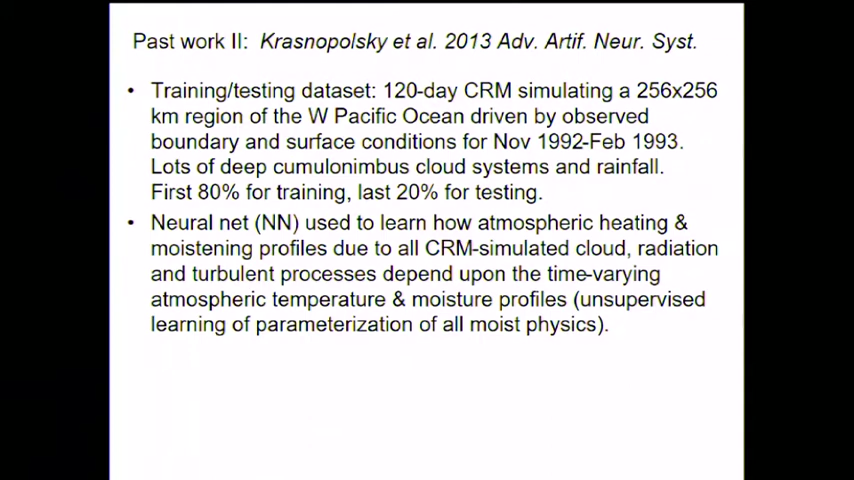 Past work II: Krasnopolsky et al. 2013 Adv. Artif. Neur. Syst.
• Training/testing dataset: 120-day CRM simulating a 256x256
km region of the W Pacific Ocean driven by observed
boundary and surface conditions for Nov 1992-Feb 1993.
Lots of deep cumulonimbus cloud systems and rainfall.
First 80% for training, last 20% for testing.
• Neural net (NN) used to learn how atmospheric heating &
moistening profiles due to all CRM-simulated cloud, radiation
and turbulent processes depend upon the time-varying
atmospheric temperature & moisture profiles (unsupervised
learning of parameterization of all moist physics).